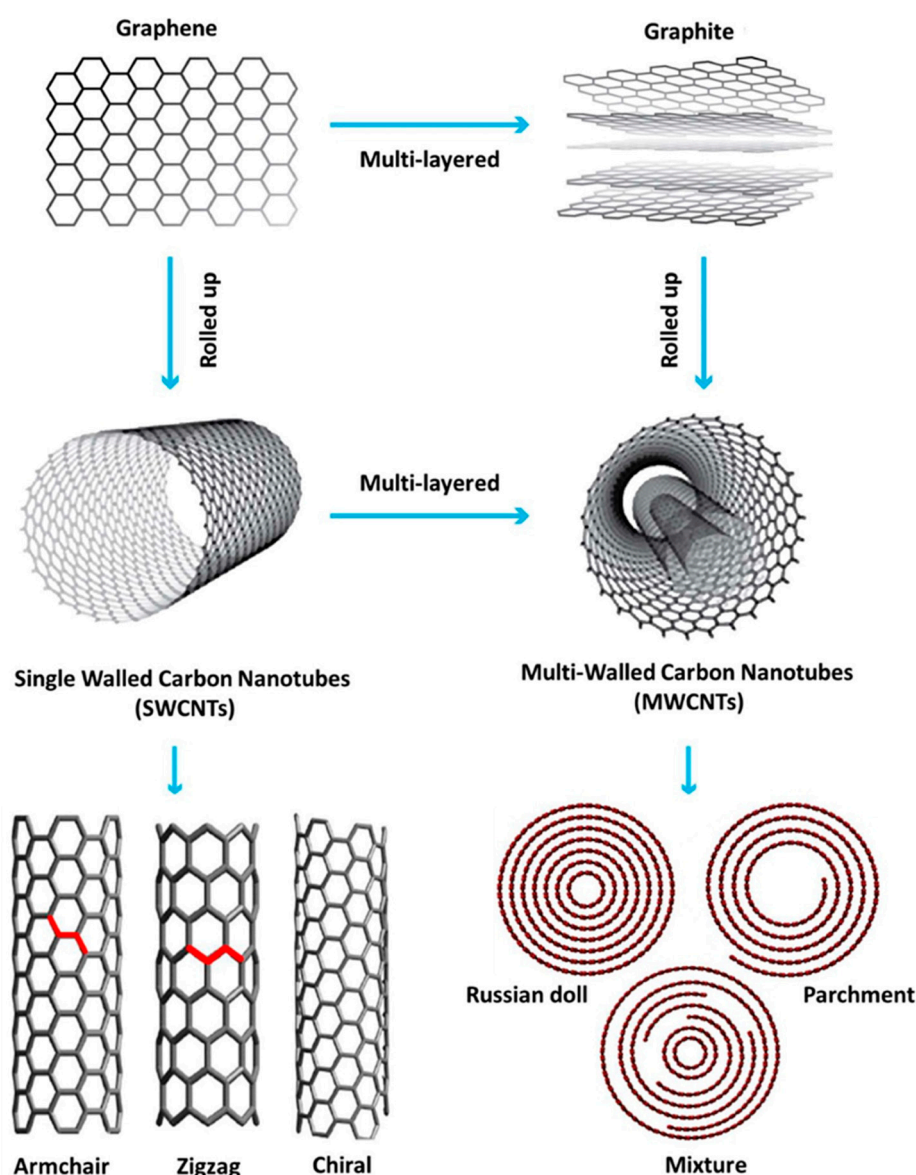 Graphene
Graphite
Multi-layered
Rolled up
Rolled up
Multi-layered
Single Walled Carbon Nanotubes
(SWCNTs)
Multi-Walled Carbon Nanotubes
(MWCNTs)
Russian doll
Parchment
Armchair
Zigzag
Chiral
Mixture